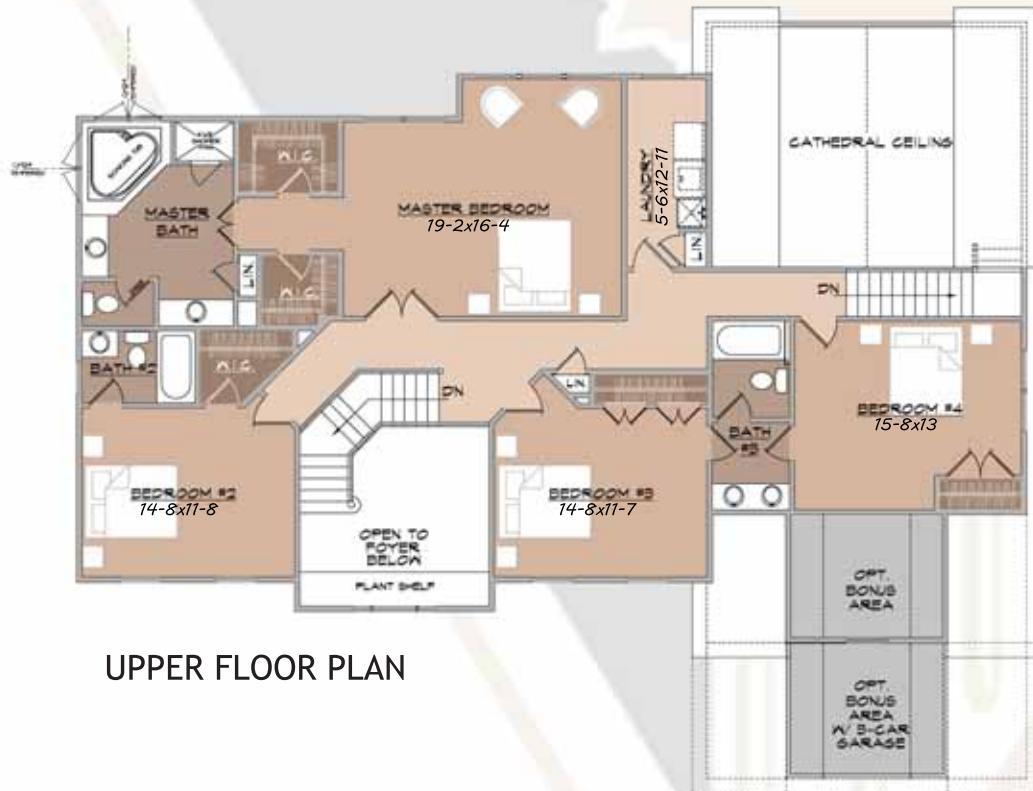 CATHEDRAL CEILING
W.I.C.
LAUNDRY
5-6x12-11
MASTER
BATH
MASTER BEDROOM
19-2x16-4
LIN.
LIN.
W.I.C.
DN
BATH #2
W.I.C.
LIN.
DN
BEDROOM #4
15-8x13
BATH
#3
BEDROOM #2
14-8x11-8
BEDROOM #3
14-8x11-7
OPEN TO
FOYER
BELOW
PLANT SHELF
OPT.
BONUS
AREA
UPPER FLOOR PLAN
OPT.
BONUS
AREA
W/ 3-CAR
GARAGE